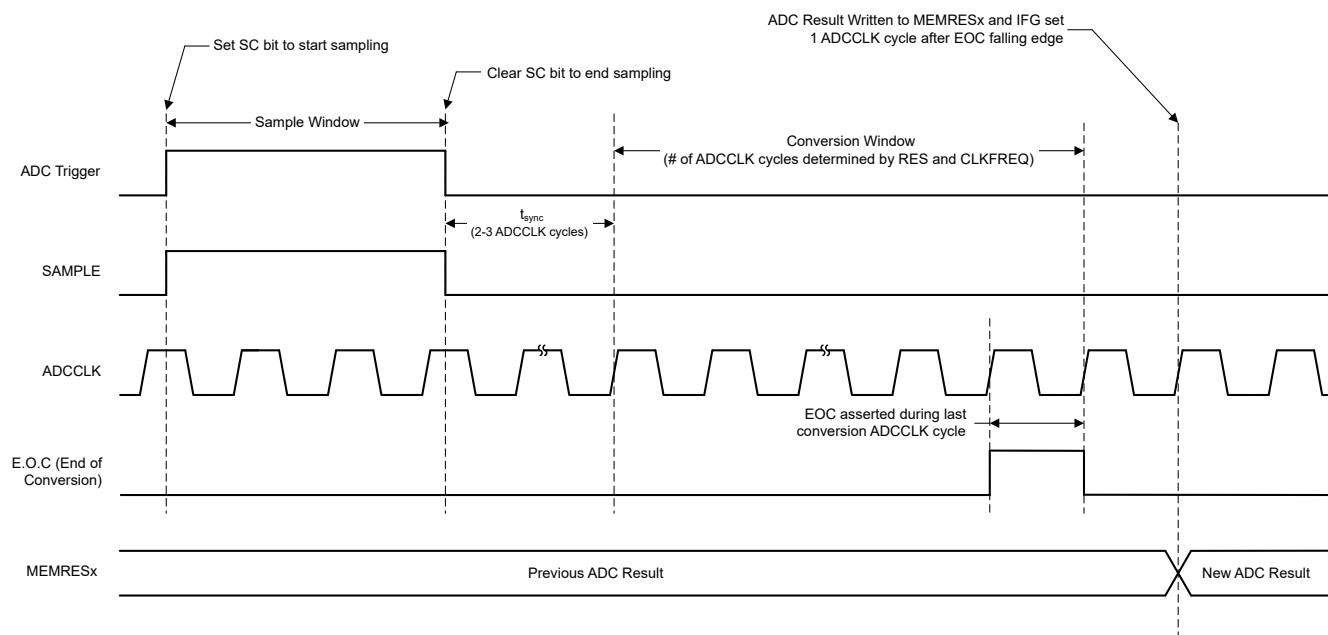 ADC Result Written to MEMRESx and IFG set
1 ADCCLK cycle after EOC falling edge
Set SC bit to start sampling
Clear SC bit to end sampling
Sample Window
Conversion Window
(# of ADCCLK cycles determined by RES and CLKFREQ)
ADC Trigger
tsync
(2-3 ADCCLK cycles)
SAMPLE
ADCCLK
EOC asserted during last
conversion ADCCLK cycle
E.O.C (End of
Conversion)
MEMRESx
Previous ADC Result
New ADC Result